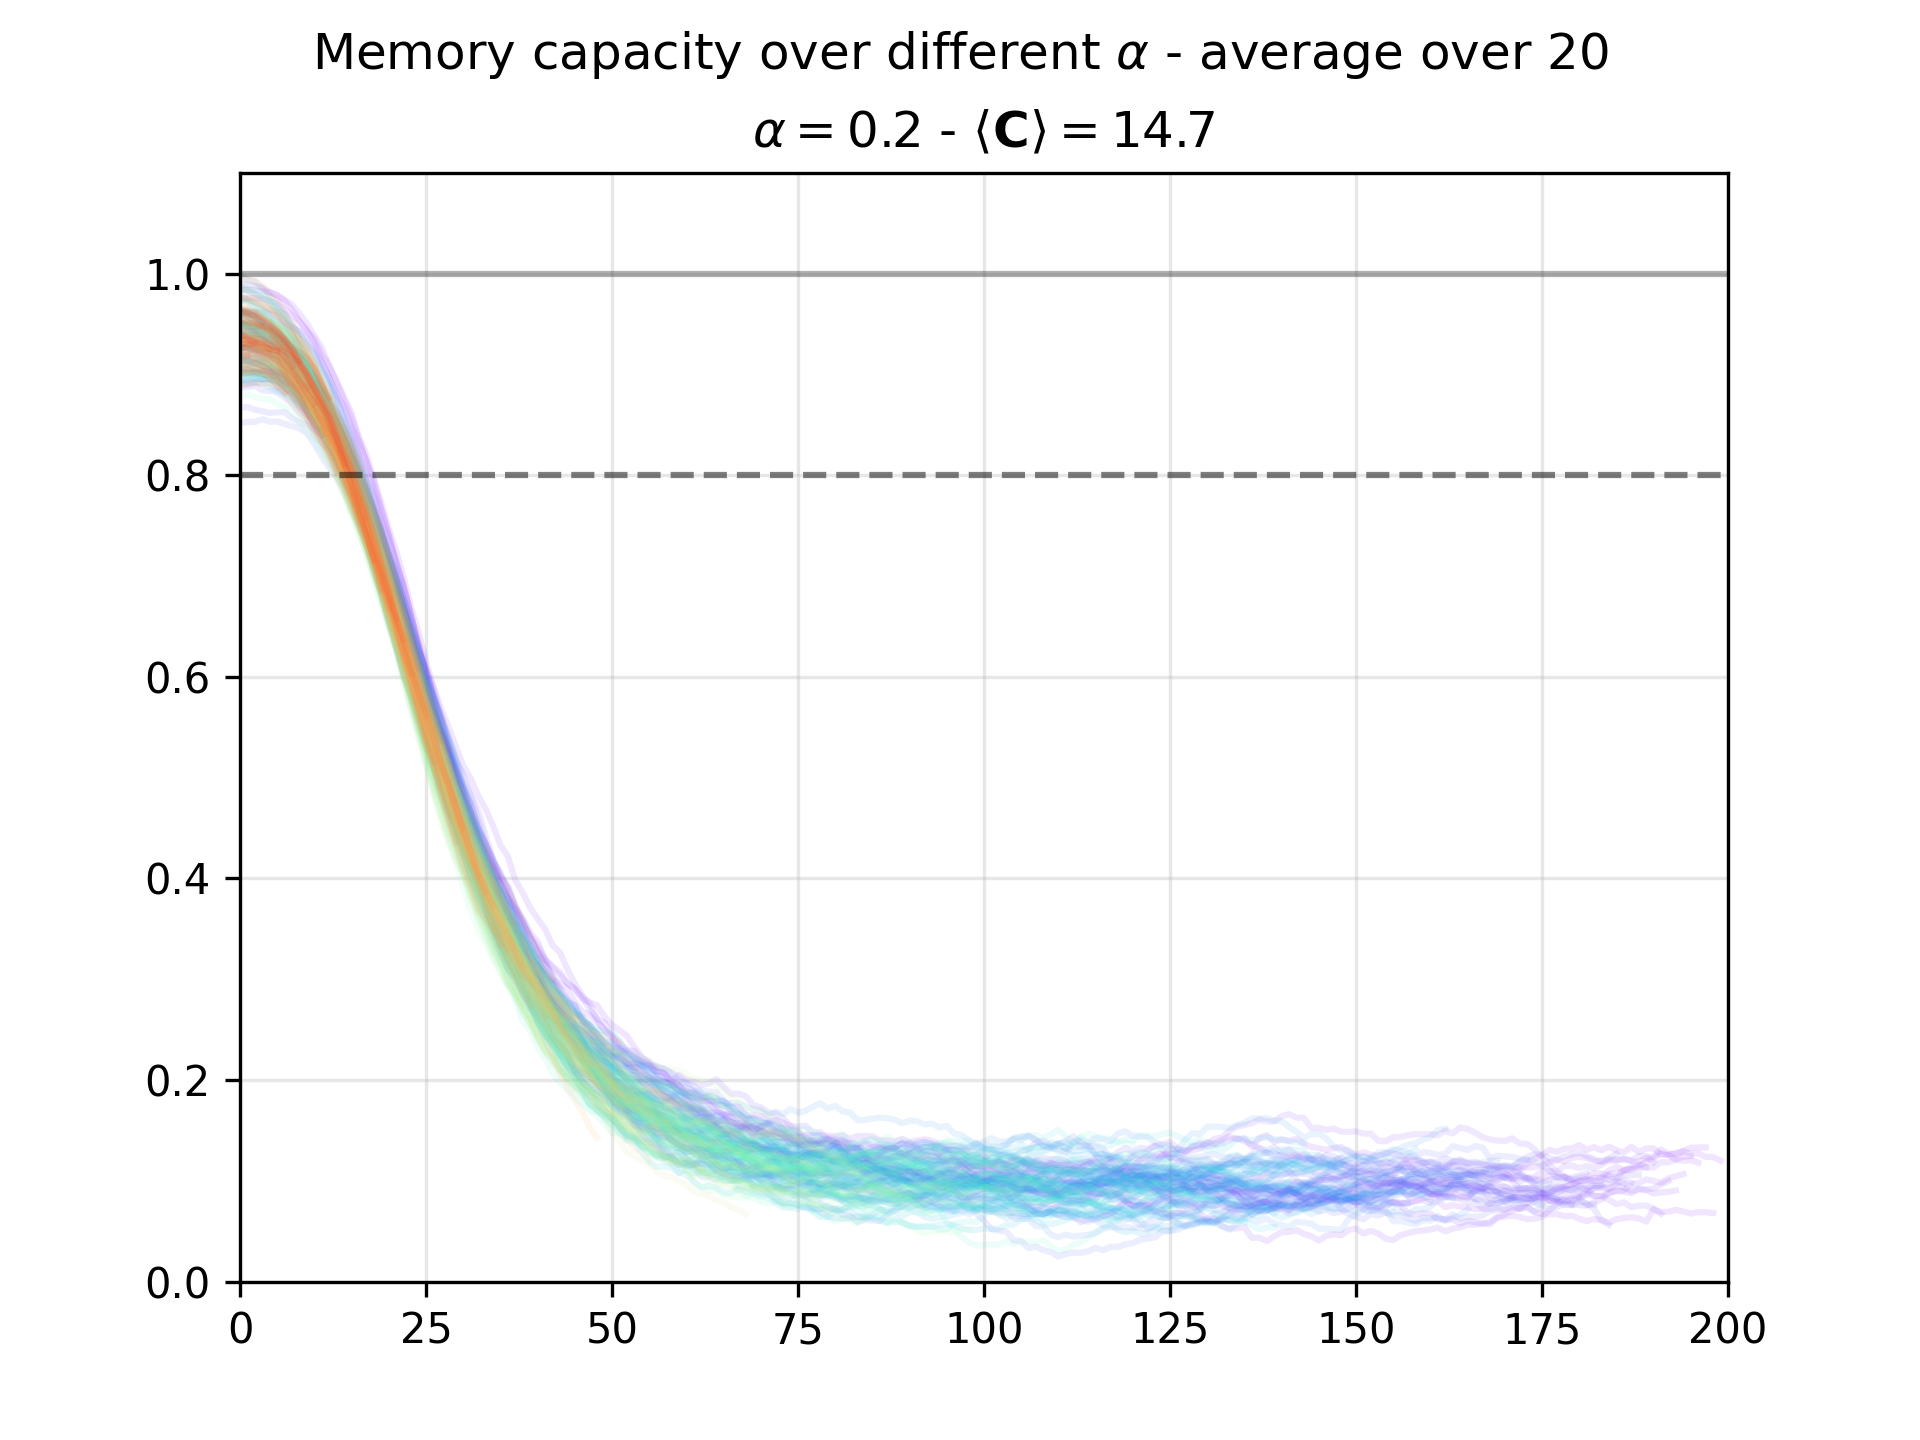 Memory capacity over different α - average over 20
α = 0.2 - ⟨C⟩ = 14.7
1.0
0.8
0.6
0.4
0.2
0.0
0 25 50 75 100 125 150 175 200